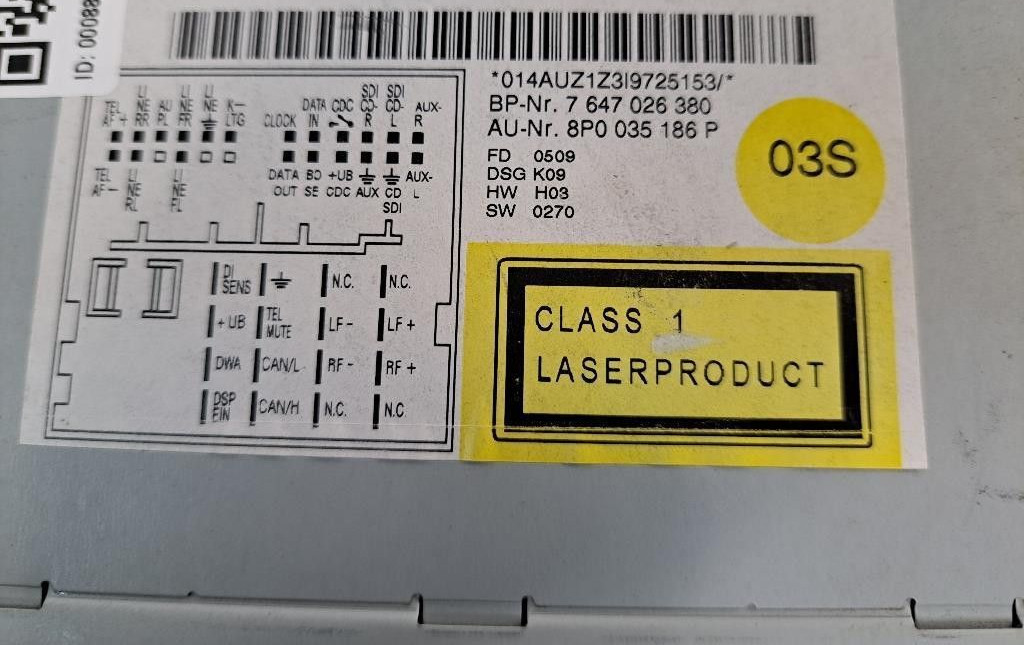 ID: 00088
*014AUZ1Z3I9725153/*
BP-Nr. 7 647 026 380
AU-Nr. 8P0 035 186 P
FD 0509
DSG K09
HW H03
SW 0270
03S
CLASS 1
LASERPRODUCT
TEL AF+
LI NE RR
AU PL
LI NE FR
LI NE
K- LTG
CLOCK
DATA IN
CDC
SDI CD- R
SDI CD- L
AUX- R
TEL AF-
LI NE RL
LI NE FL
DATA OUT
BO SE
+UB CDC
AUX
CD SDI
AUX- L
DI SENS
N.C.
N.C.
+UB
TEL MUTE
LF-
LF+
DWA
CAN/L
RF-
RF+
DSP EIN
CAN/H
N.C.
N.C.